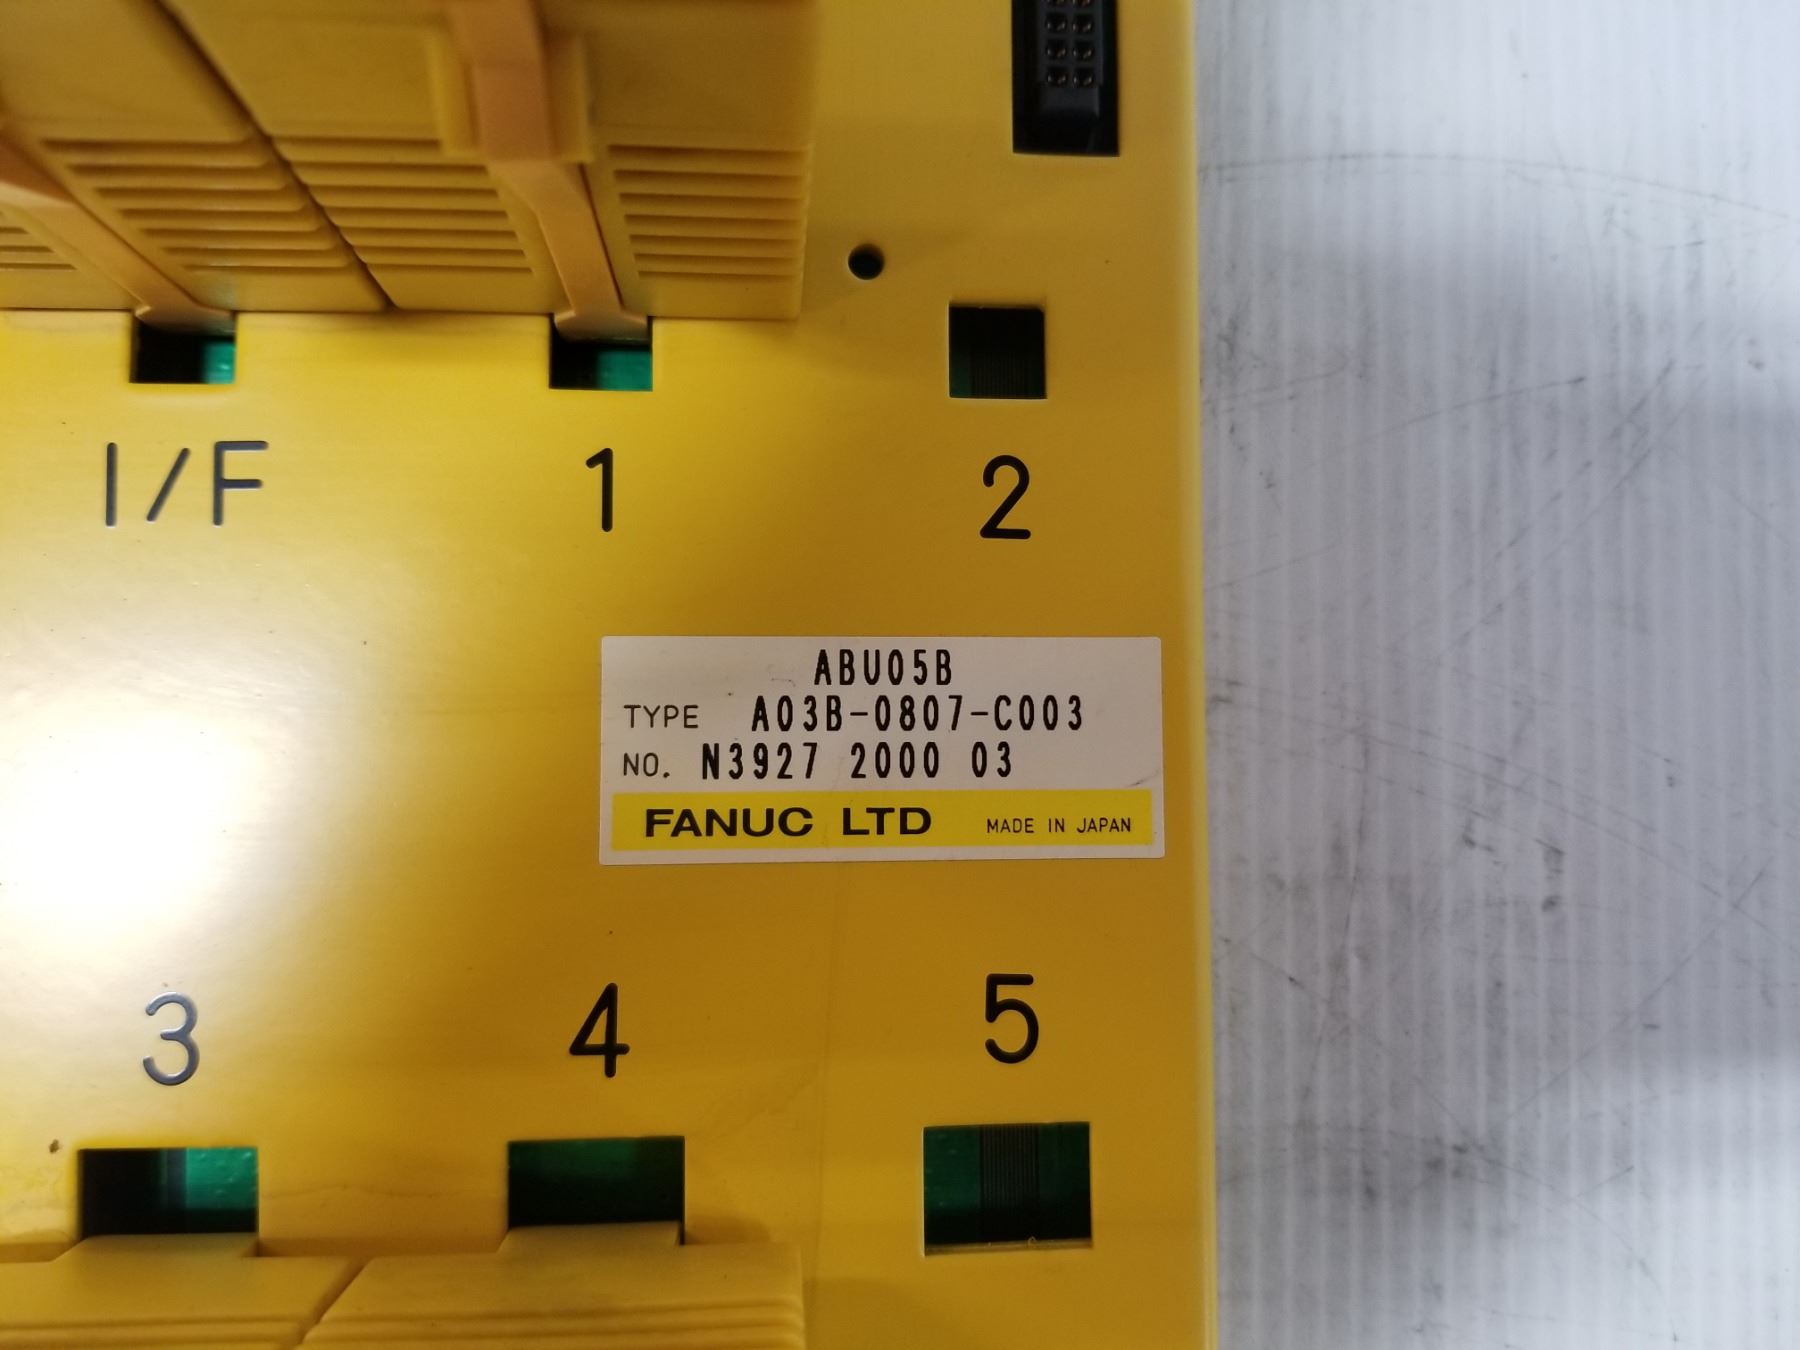 I/F 1 2
ABU05B
TYPE A03B-0807-C003
NO. N3927 2000 03
FANUC LTD MADE IN JAPAN
3 4 5